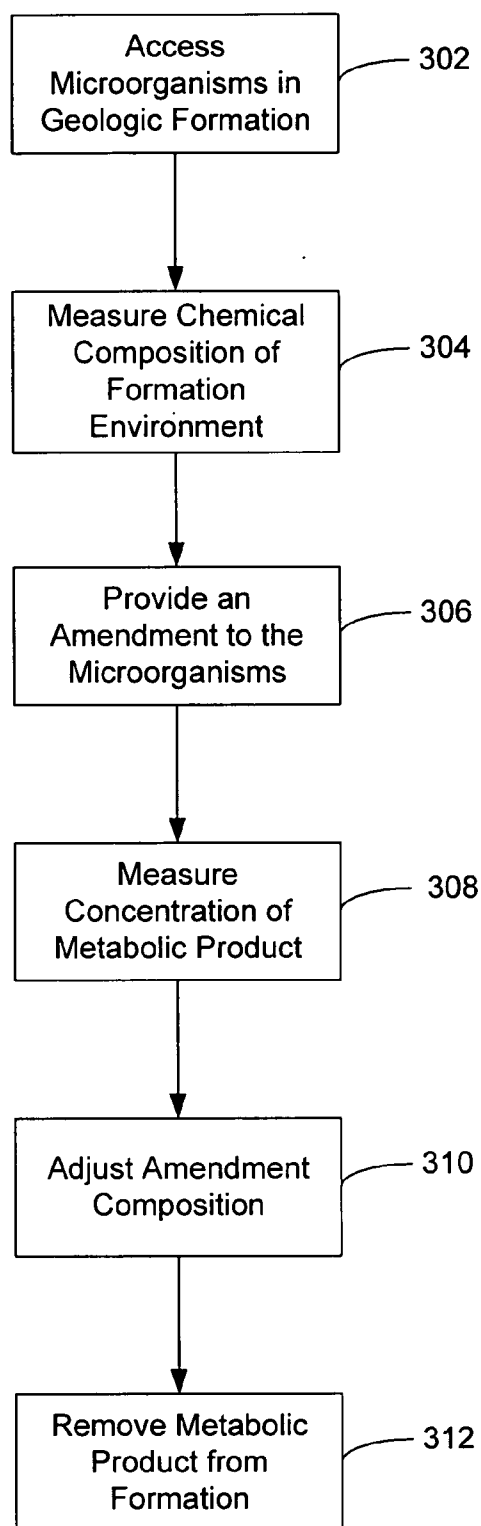 Access
Microorganisms in
Geologic Formation
302
Measure Chemical
Composition of
Formation
Environment
304
Provide an
Amendment to the
Microorganisms
306
Measure
Concentration of
Metabolic Product
308
Adjust Amendment
Composition
310
Remove Metabolic
Product from
Formation
312